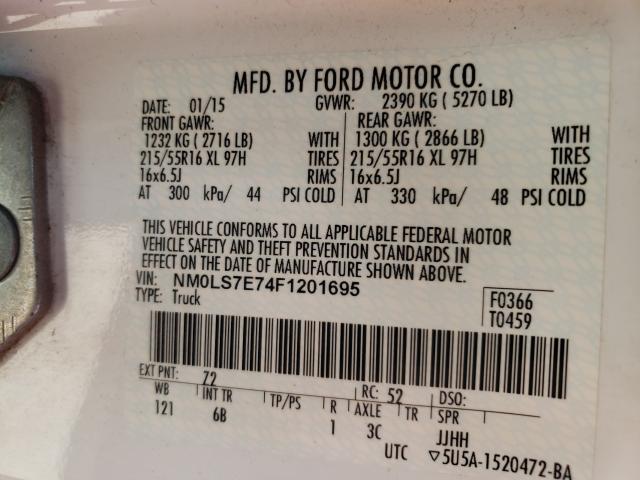 MFD. BY FORD MOTOR CO.
DATE: 01/15 GVWR: 2390 KG ( 5270 LB)
FRONT GAWR: REAR GAWR:
1232 KG ( 2716 LB) WITH 1300 KG ( 2866 LB) WITH
215/55R16 XL 97H TIRES 215/55R16 XL 97H TIRES
16x6.5J RIMS 16x6.5J RIMS
AT 300 kPa/ 44 PSI COLD AT 330 kPa/ 48 PSI COLD
THIS VEHICLE CONFORMS TO ALL APPLICABLE FEDERAL MOTOR
VEHICLE SAFETY AND THEFT PREVENTION STANDARDS IN
EFFECT ON THE DATE OF MANUFACTURE SHOWN ABOVE.
VIN: NM0LS7E74F1201695
TYPE: Truck
F0366
T0459
EXT PNT: Z2 RC: 52 DSO:
WB INT TR TP/PS R AXLE TR SPR
121 6B 1 3C JJHH
UTC ▽5U5A-1520472-BA